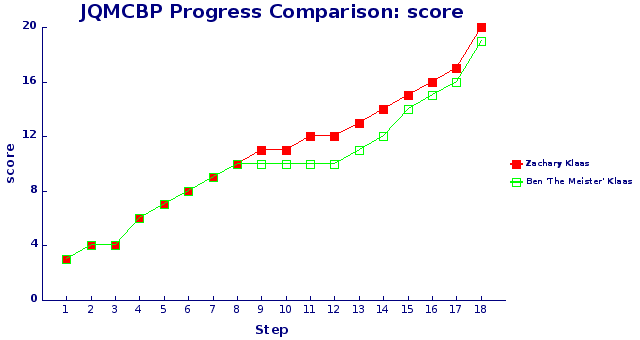 JQMCBP Progress Comparison: score
20
16
12
8
4
0
score
1 2 3 4 5 6 7 8 9 10 11 12 13 14 15 16 17 18
Step
Zachary Klaas
Ben 'The Meister' Klaas